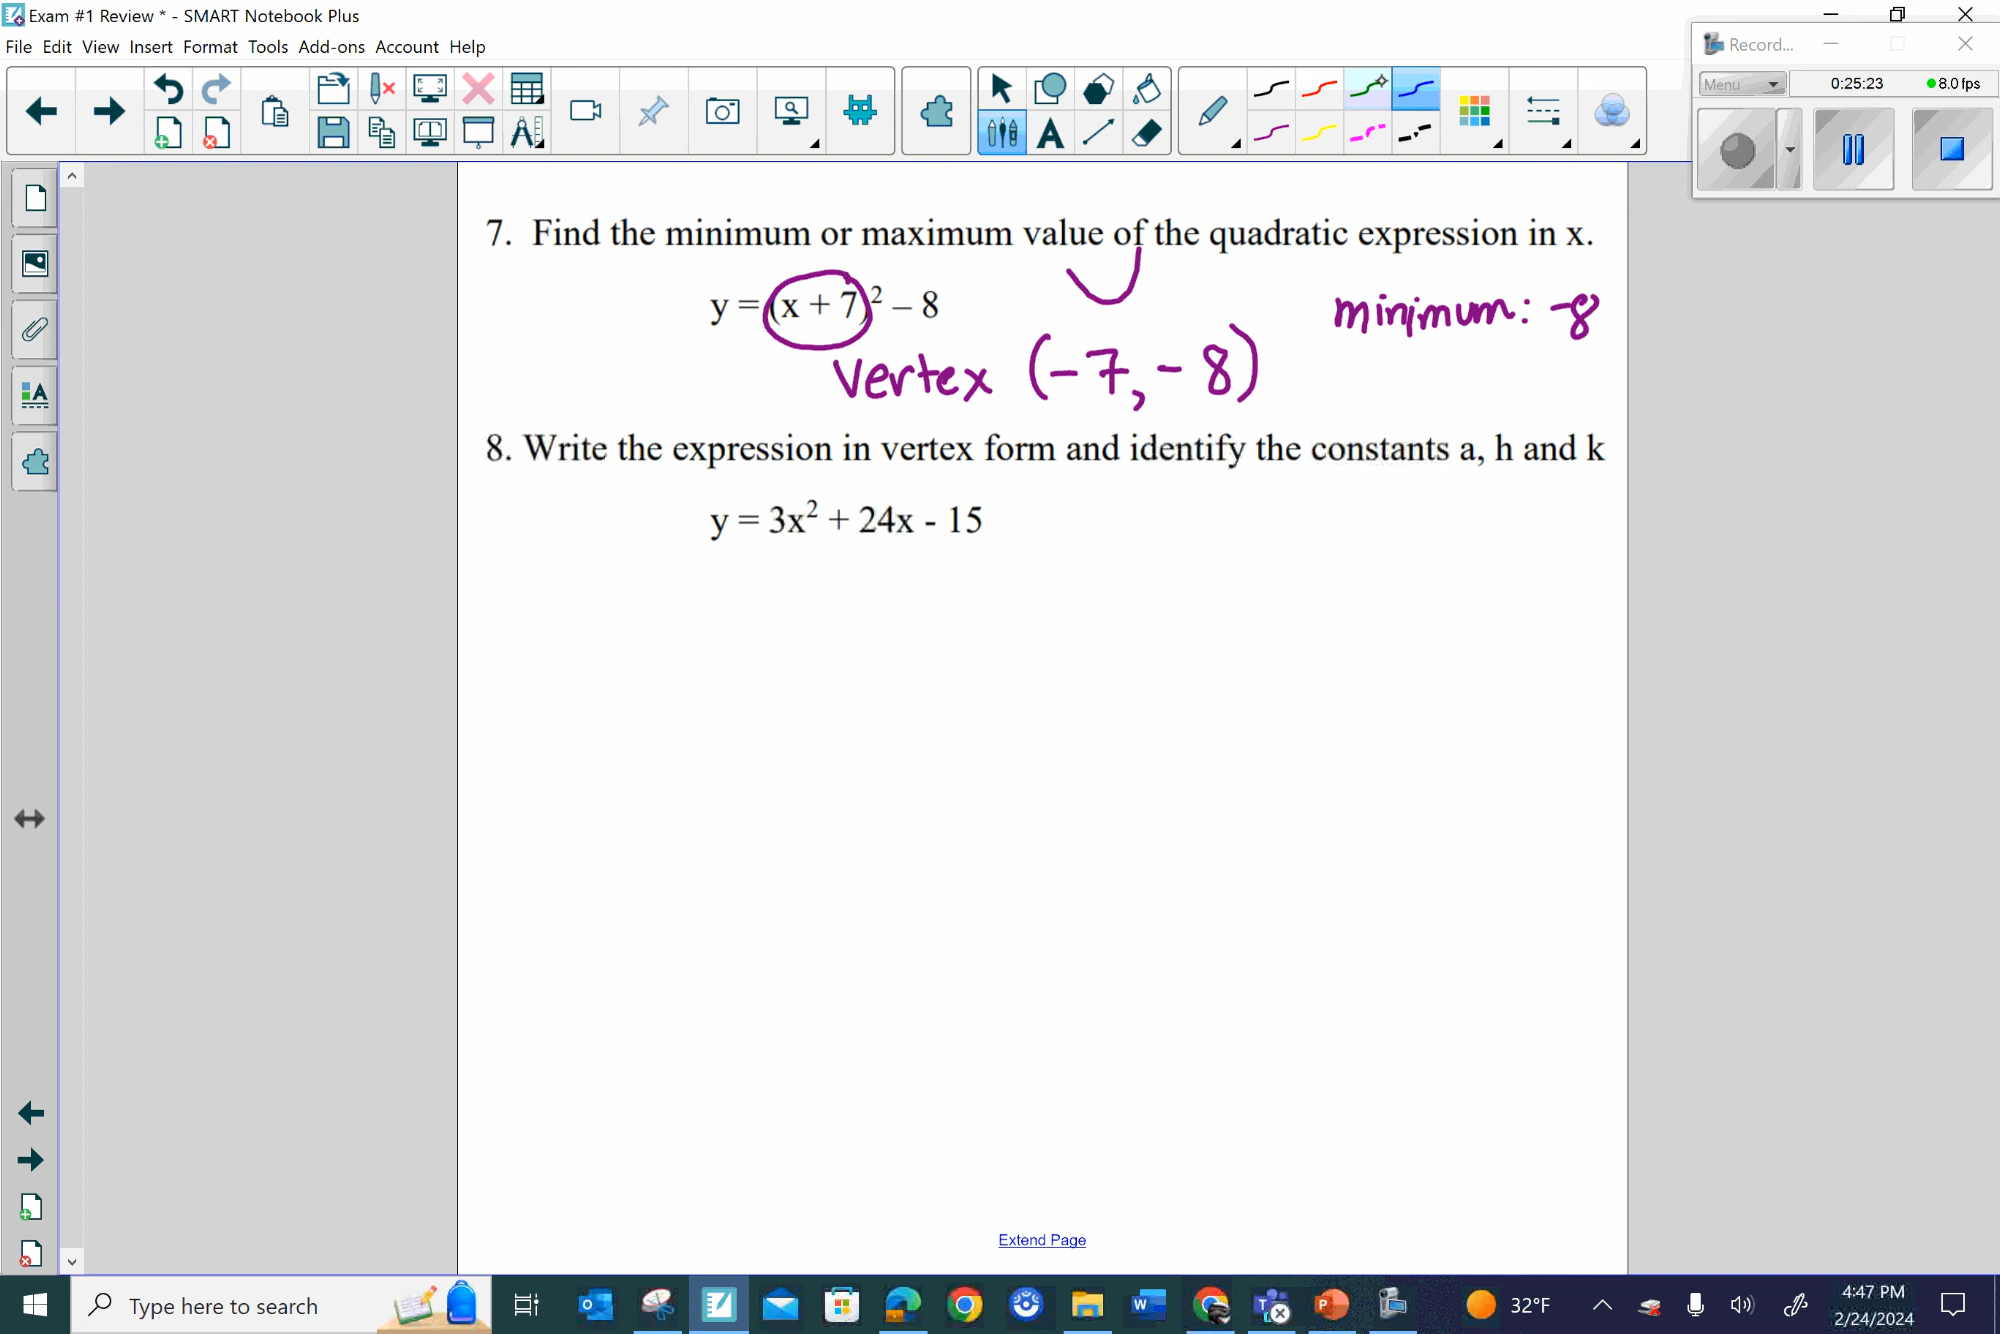 Exam #1 Review * - SMART Notebook Plus
File Edit View Insert Format Tools Add-ons Account Help
Record...
Menu 0:25:23 8.0 fps
7. Find the minimum or maximum value of the quadratic expression in x.
y = (x + 7)² – 8
minimum: -8
vertex (-7, -8)
8. Write the expression in vertex form and identify the constants a, h and k
y = 3x² + 24x - 15
Extend Page
Type here to search
32°F
4:47 PM
2/24/2024